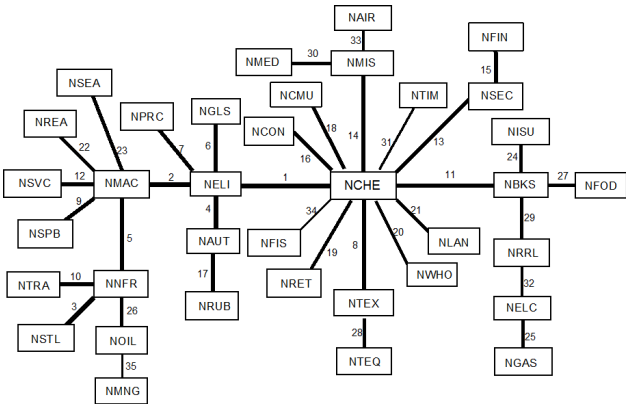 NAIR
NFIN
33
30
NMED
NMIS
15
NSEA
NSEC
NCMU
NTIM
NPRC
NGLS
NREA
18
14
NCON
NISU
22
23
7
6
31
13
16
24
NSVC
12
NMAC
2
NELI
1
NCHE
11
NBKS
27
NFOD
9
4
34
21
NSPB
20
29
5
NAUT
NFIS
NLAN
19
8
NRRL
17
NWHO
10
NRET
NTRA
NNFR
32
3
26
NRUB
NTEX
NELC
NSTL
28
25
NOIL
NTEQ
NGAS
35
NMNG